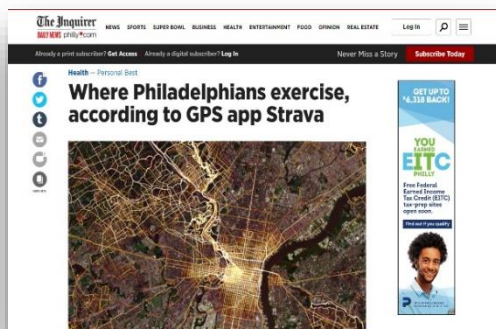 The Inquirer
DAILY NEWS philly●com
NEWS SPORTS SUPER BOWL BUSINESS HEALTH ENTERTAINMENT FOOD OPINION REAL ESTATE
Log In
Already a print subscriber? Get Access Already a digital subscriber? Log In
Never Miss a Story
Subscribe Today
Health — Personal Best
Where Philadelphians exercise,
according to GPS app Strava
GET UP TO
$6,318 BACK!
YOU
EARNED
EITC
PHILLY
Free Federal
Earned Income
Tax Credit (EITC)
tax-prep sites
open soon.
Find out if you qualify